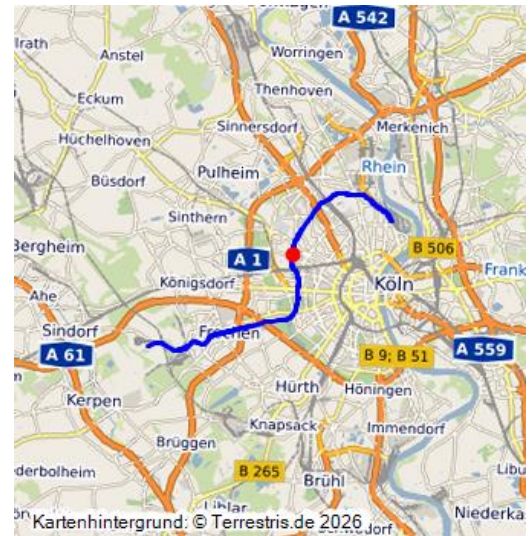 A 542
Worringen
Anstel
Thenhoven
Eckum
Sinnersdorf
Merkenich
Hüchelhoven
Rhein
Pulheim
Büsdorf
Sinthern
Bergheim
B 506
A 1
Frank
Königsdorf
Köln
Ahe
Sindorf
Frechen
A 61
B 9; B 51
A 559
Hürth
Höningen
Kerpen
Knapsack
Immendorf
Brüggen
B 265
Brühl
Libu
Liblar
Niederka
Kartenhintergrund: © Terrestris.de 2026